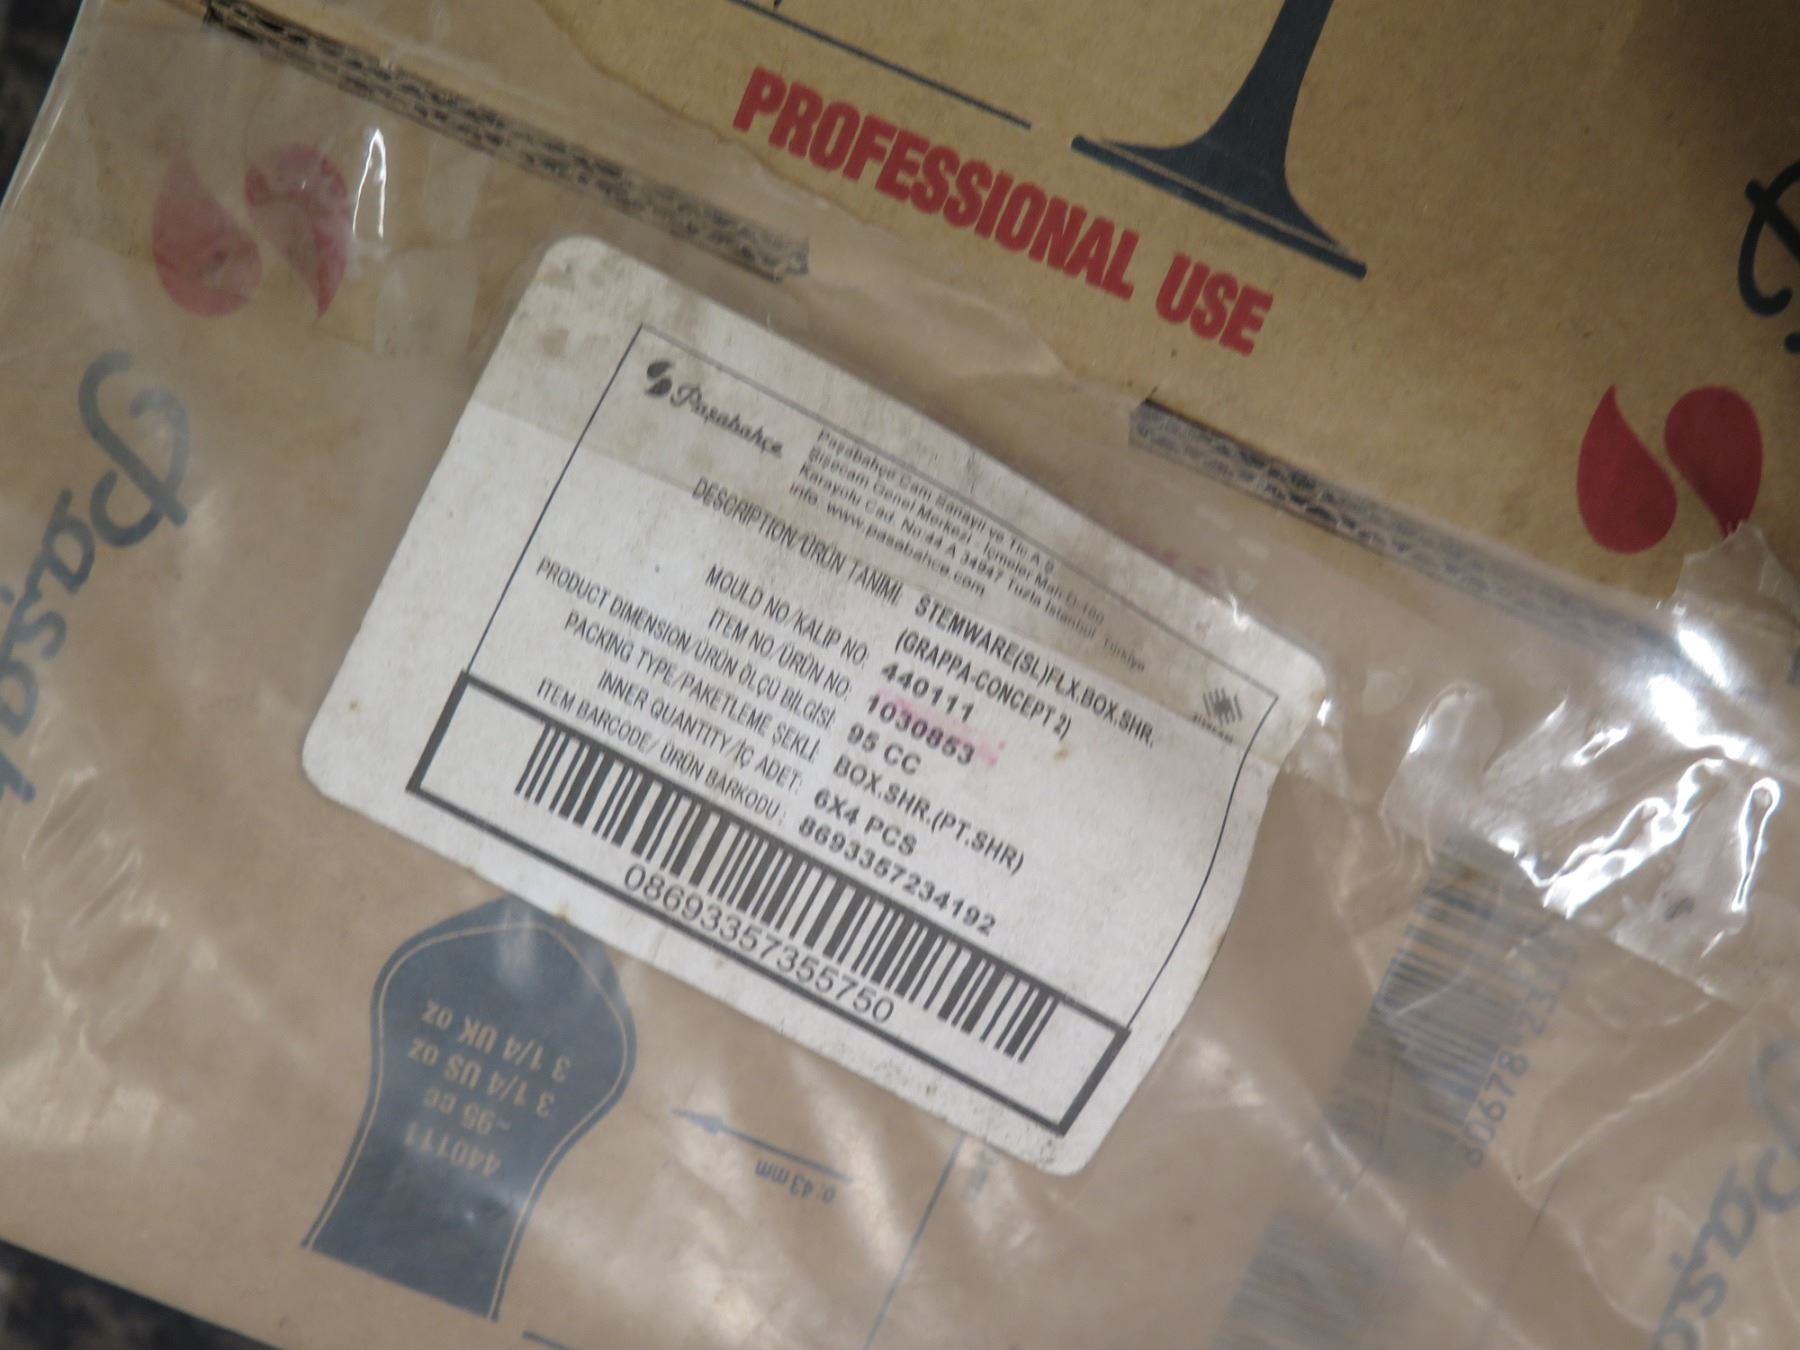 PROFESSIONAL USE
Paşabahçe
Paşabahçe Cam Sanayii ve Tic.A.Ş
Şişecam Genel Merkezi - İçmeler Mah.D-100
Karayolu Cad. No:44 A 34947 Tuzla İstanbul Türkiye
info: www.pasabahce.com
DESCRIPTION/ÜRÜN TANIMI: STEMWARE(SL)FLX.BOX.SHR.
(GRAPPA-CONCEPT 2)
MOULD NO/KALIP NO: 440111
ITEM NO/ÜRÜN NO: 1030853
PRODUCT DIMENSION/ÜRÜN ÖLÇÜ BİLGİSİ: 95 CC
PACKING TYPE/PAKETLEME ŞEKLİ: BOX.SHR.(PT.SHR)
INNER QUANTITY/İÇ ADET: 6X4 PCS
ITEM BARCODE/ ÜRÜN BARKODU: 8693357234192
08693357355750
440111
~95 cc
3 1/4 US oz
3 1/4 UK oz
ø: 43 mm
Paşab
Paşa